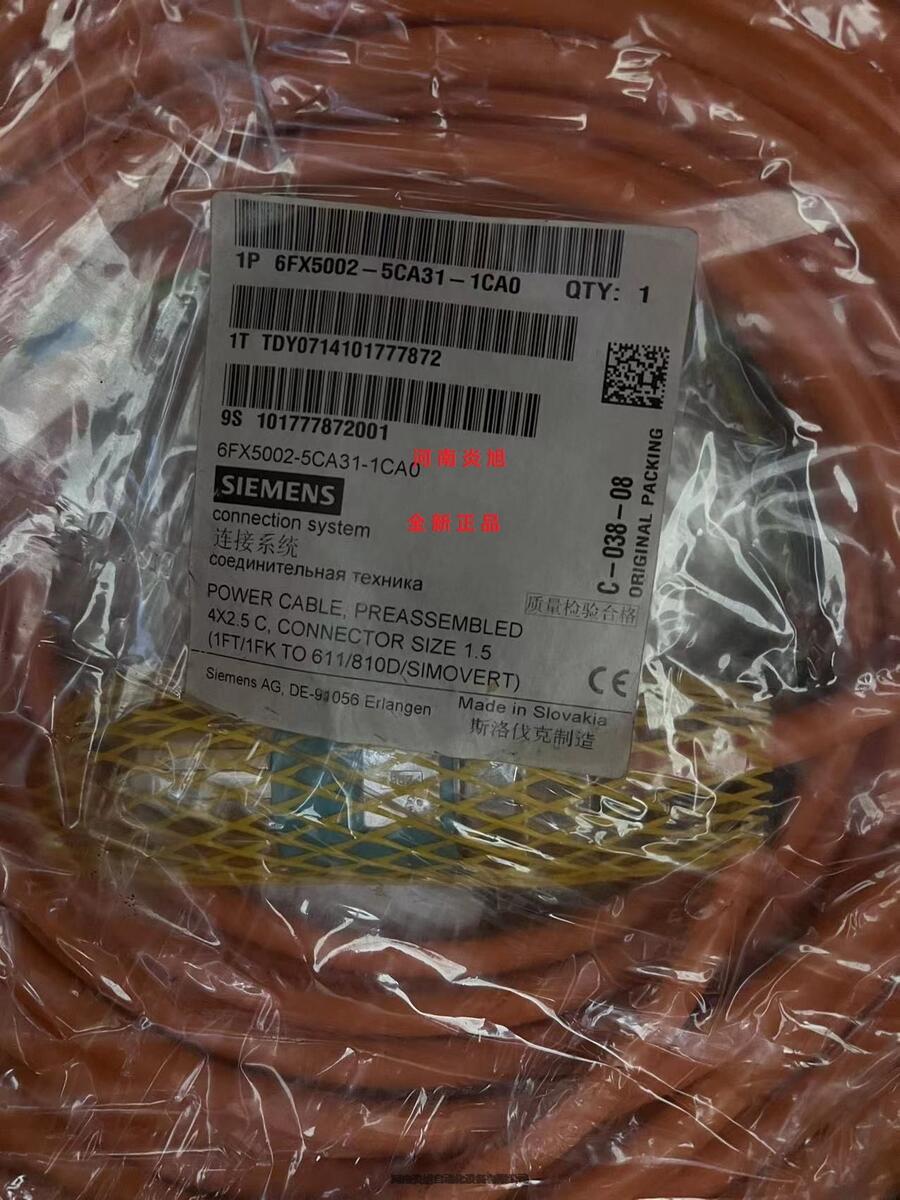 1P 6FX5002-5CA31-1CA0 QTY: 1
1T TDY0714101777872
9S 101777872001
6FX5002-5CA31-1CA0
河南炎旭
SIEMENS
全新正品
connection system
连接系统
соединительная техника
C-038-08
ORIGINAL PACKING
质量检验合格
POWER CABLE, PREASSEMBLED
4X2.5 C, CONNECTOR SIZE 1.5
(1FT/1FK TO 611/810D/SIMOVERT)
CE
Siemens AG, DE-91056 Erlangen
Made in Slovakia
斯洛伐克制造